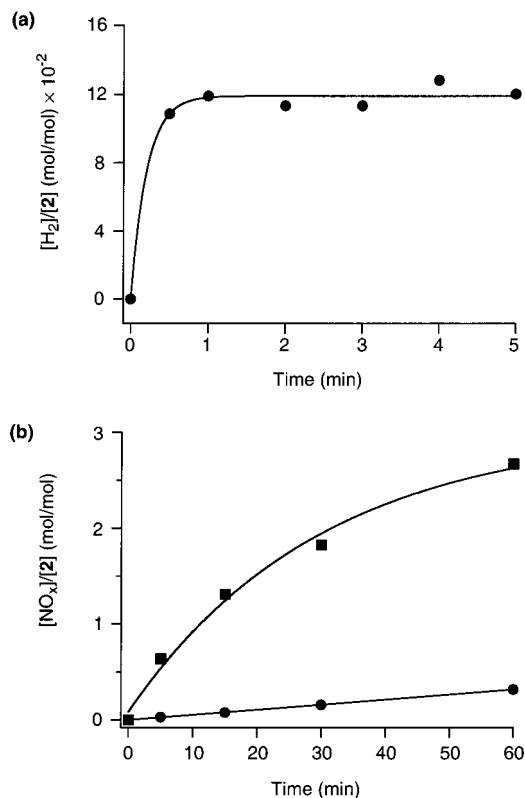 (a)
[H₂]/[2] (mol/mol) × 10⁻²
16
12
8
4
0
0 1 2 3 4 5
Time (min)
(b)
[NOₓ]/[2] (mol/mol)
3
2
1
0
0 10 20 30 40 50 60
Time (min)